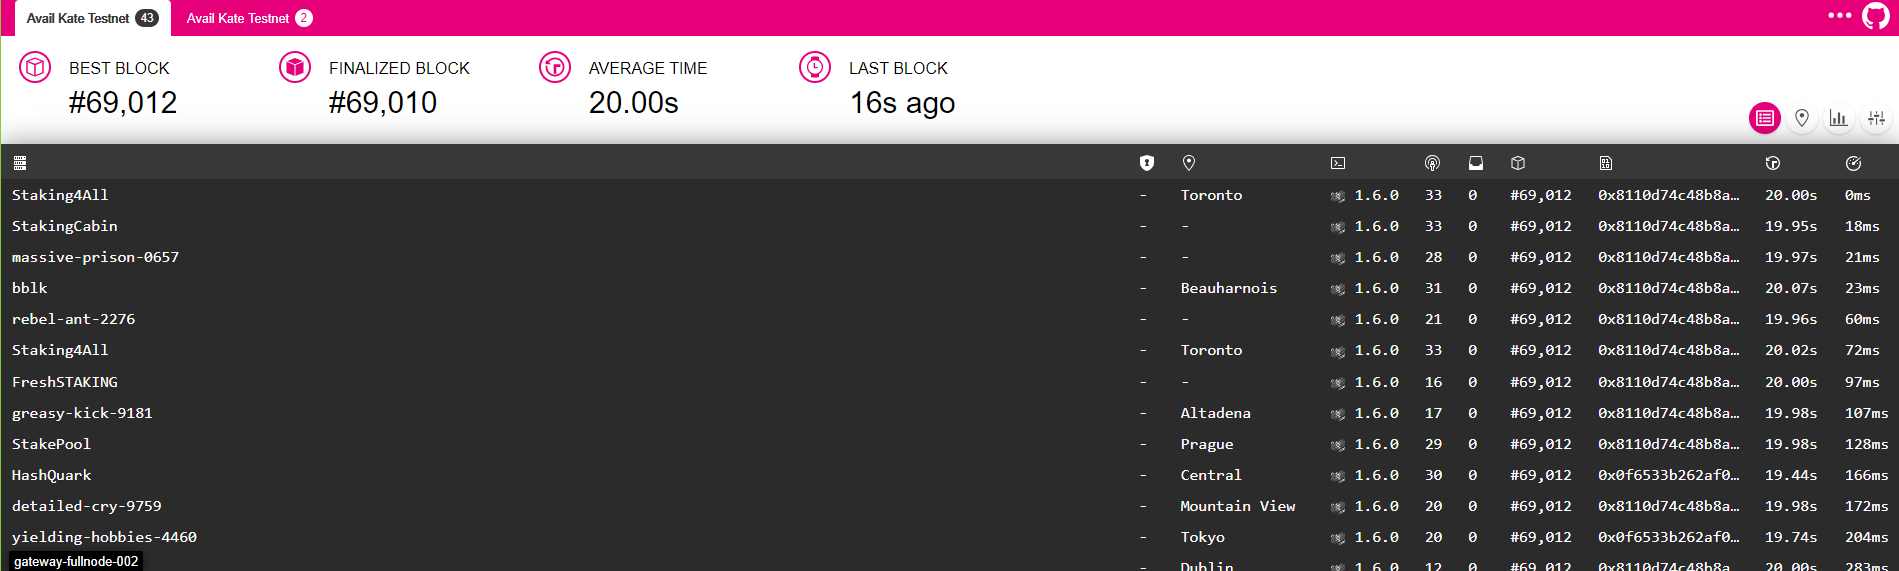 Avail Kate Testnet 43 Avail Kate Testnet 2
BEST BLOCK FINALIZED BLOCK AVERAGE TIME LAST BLOCK
#69,012 #69,010 20.00s 16s ago
Staking4All - Toronto 1.6.0 33 0 #69,012 0x8110d74c48b8a… 20.00s 0ms
StakingCabin - - 1.6.0 33 0 #69,012 0x8110d74c48b8a… 19.95s 18ms
massive-prison-0657 - - 1.6.0 28 0 #69,012 0x8110d74c48b8a… 19.97s 21ms
bblk - Beauharnois 1.6.0 31 0 #69,012 0x8110d74c48b8a… 20.07s 23ms
rebel-ant-2276 - - 1.6.0 21 0 #69,012 0x8110d74c48b8a… 19.96s 60ms
Staking4All - Toronto 1.6.0 33 0 #69,012 0x8110d74c48b8a… 20.02s 72ms
FreshSTAKING - - 1.6.0 16 0 #69,012 0x8110d74c48b8a… 20.00s 97ms
greasy-kick-9181 - Altadena 1.6.0 17 0 #69,012 0x8110d74c48b8a… 19.98s 107ms
StakePool - Prague 1.6.0 29 0 #69,012 0x8110d74c48b8a… 19.98s 128ms
HashQuark - Central 1.6.0 30 0 #69,012 0x0f6533b262af0… 19.44s 166ms
detailed-cry-9759 - Mountain View 1.6.0 20 0 #69,012 0x8110d74c48b8a… 19.98s 172ms
yielding-hobbies-4460 - Tokyo 1.6.0 20 0 #69,012 0x0f6533b262af0… 19.74s 204ms
gateway-fullnode-002 - Dublin 1.6.0 12 0 #69,012 0x8110d74c48b8a… 20.00s 283ms